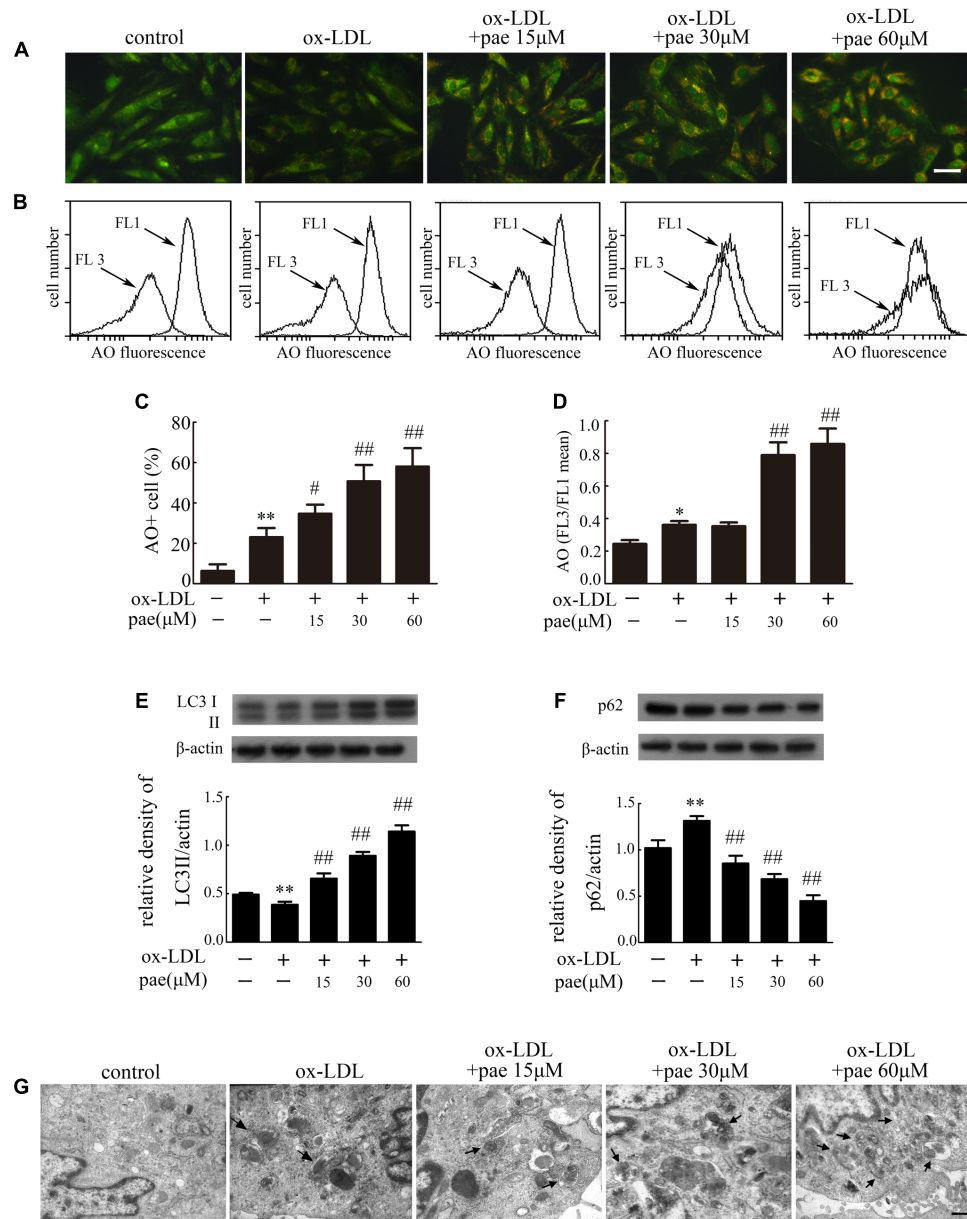 A
control
ox-LDL
ox-LDL
+pae 15μM
ox-LDL
+pae 30μM
ox-LDL
+pae 60μM
B
cell number
FL1
FL 3
AO fluorescence
cell number
FL1
FL 3
AO fluorescence
cell number
FL1
FL 3
AO fluorescence
cell number
FL1
FL 3
AO fluorescence
cell number
FL1
FL 3
AO fluorescence
C
AO+ cell (%)
80
60
40
20
0
** # ## ##
ox-LDL − + + + +
pae(μM) − − 15 30 60
D
AO (FL3/FL1 mean)
1.0
0.8
0.6
0.4
0.2
0.0
* ## ##
ox-LDL − + + + +
pae(μM) − − 15 30 60
E
LC3 I
II
β-actin
relative density of
LC3II/actin
1.5
1.0
0.5
0.0
** ## ## ##
ox-LDL − + + + +
pae(μM) − − 15 30 60
F
p62
β-actin
relative density of
p62/actin
1.5
1.0
0.5
0.0
** ## ## ##
ox-LDL − + + + +
pae(μM) − − 15 30 60
G
control
ox-LDL
ox-LDL
+pae 15μM
ox-LDL
+pae 30μM
ox-LDL
+pae 60μM